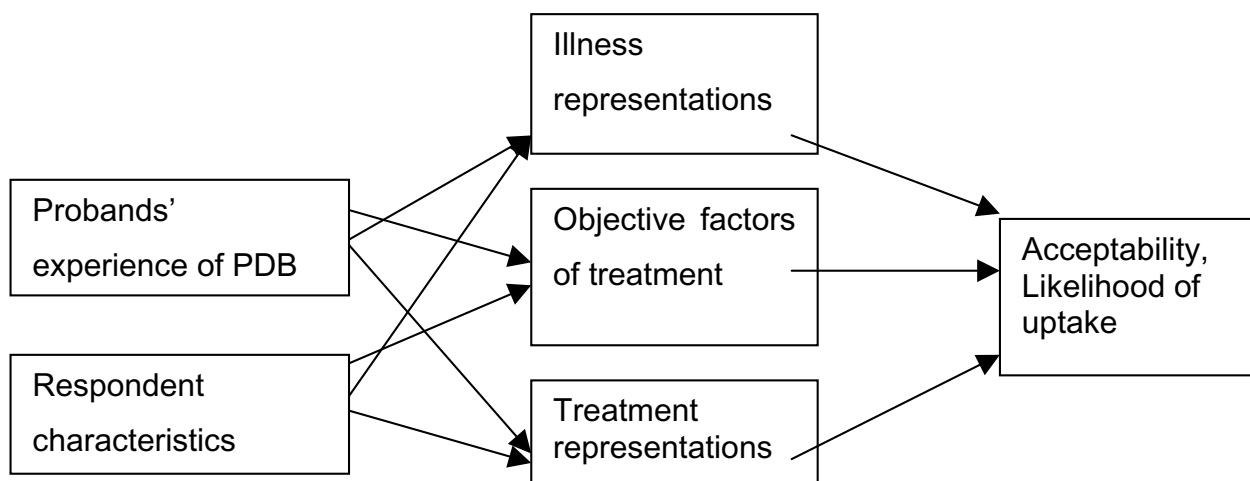 Illness
representations
Probands’
experience of PDB
Objective factors
of treatment
Acceptability,
Likelihood of
uptake
Respondent
characteristics
Treatment
representations